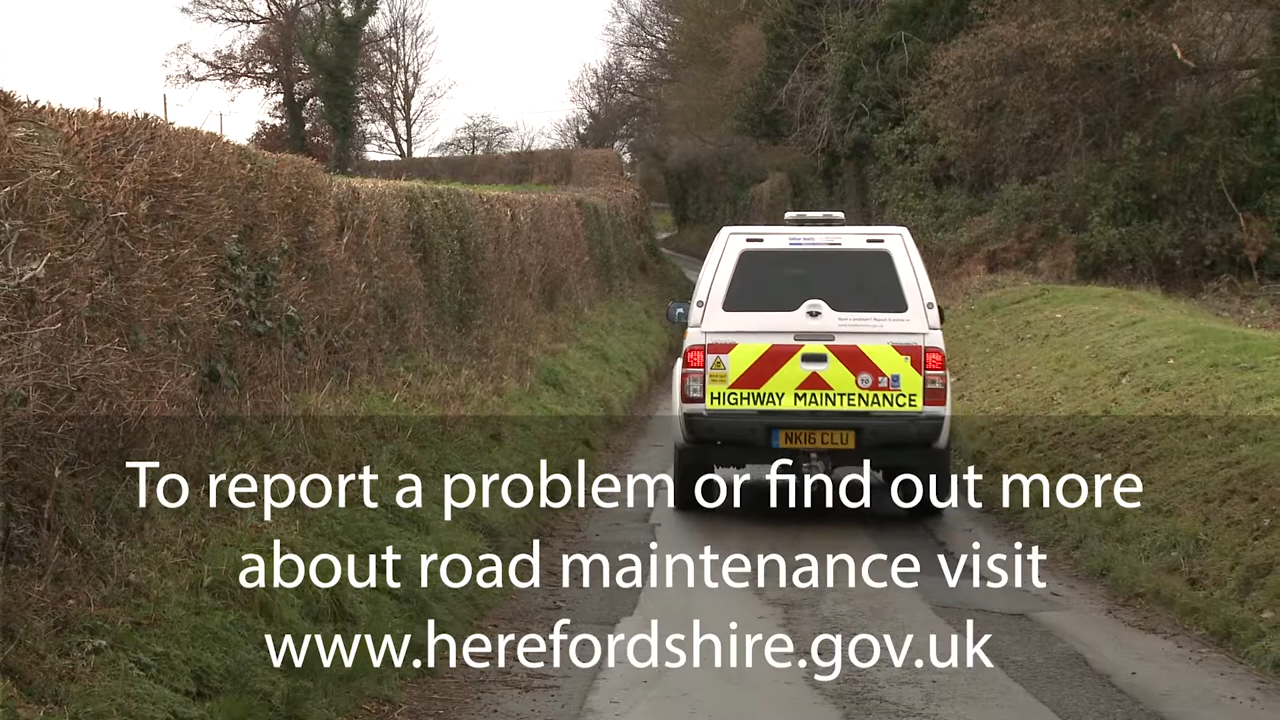 HIGHWAY MAINTENANCE
NK16 CLU
70
To report a problem or find out more
about road maintenance visit
www.herefordshire.gov.uk